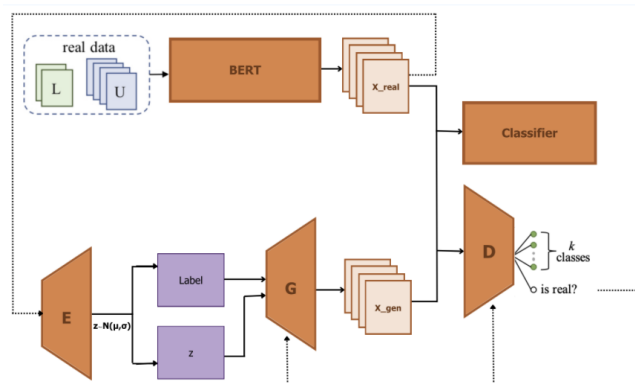 real data
L
U
BERT
X_real
Classifier
E
z~N(μ,σ)
Label
z
G
X_gen
D
k
classes
is real?